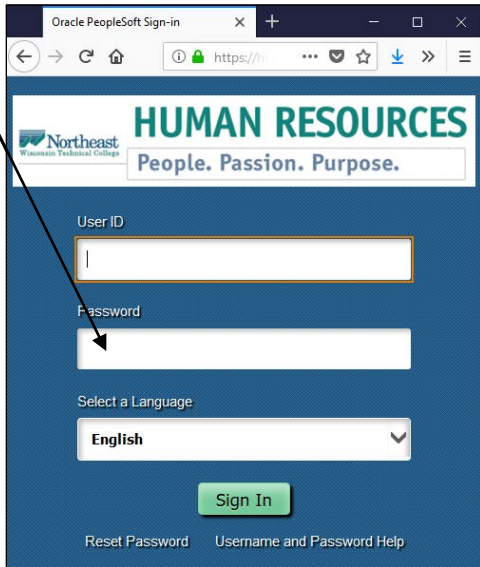 Oracle PeopleSoft Sign-in
https://h
HUMAN RESOURCES
Northeast
Wisconsin Technical College
People. Passion. Purpose.
User ID
Password
Select a Language
English
Sign In
Reset Password Username and Password Help